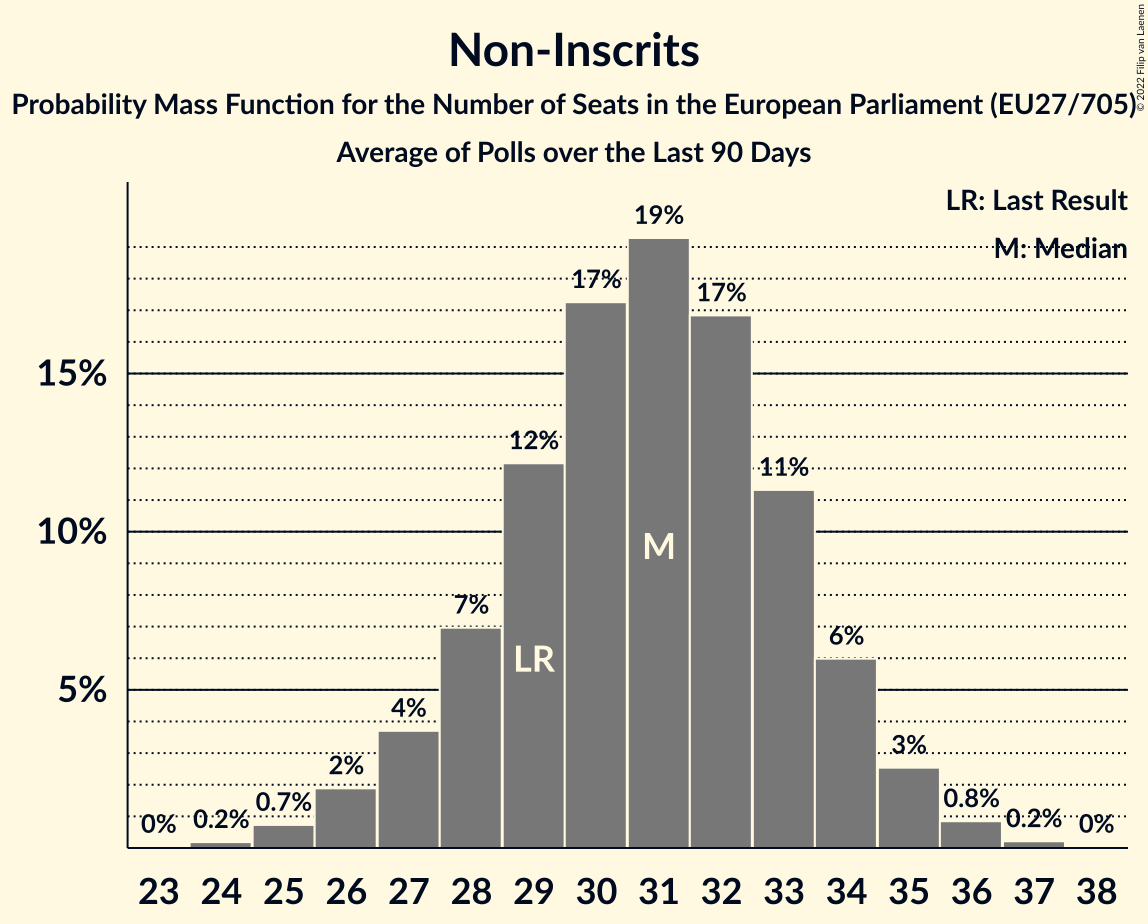 Non-Inscrits
Probability Mass Function for the Number of Seats in the European Parliament (EU27/705)
Average of Polls over the Last 90 Days
© 2022 Filip van Laenen
LR: Last Result
M: Median
15%
10%
5%
0%
0.2%
0.7%
2%
4%
7%
12%
17%
19%
17%
11%
6%
3%
0.8%
0.2%
0%
LR
M
23 24 25 26 27 28 29 30 31 32 33 34 35 36 37 38